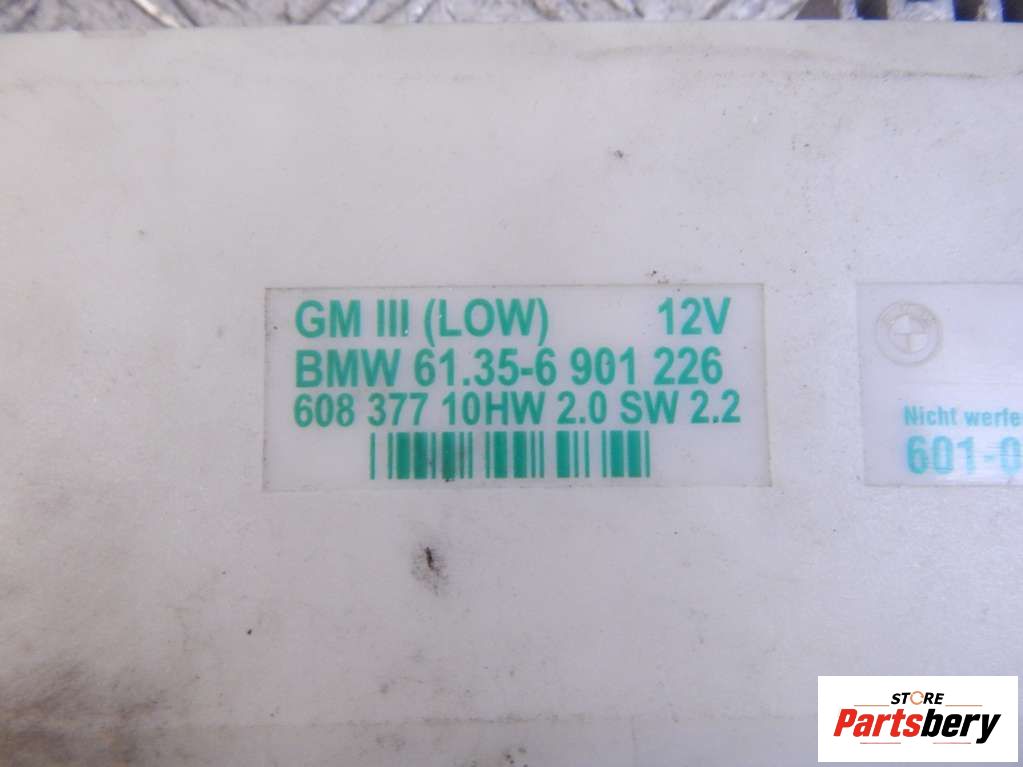 GM III (LOW) 12V
BMW 61.35-6 901 226
608 377 10HW 2.0 SW 2.2
Nicht
601-0
STORE
Partsbery